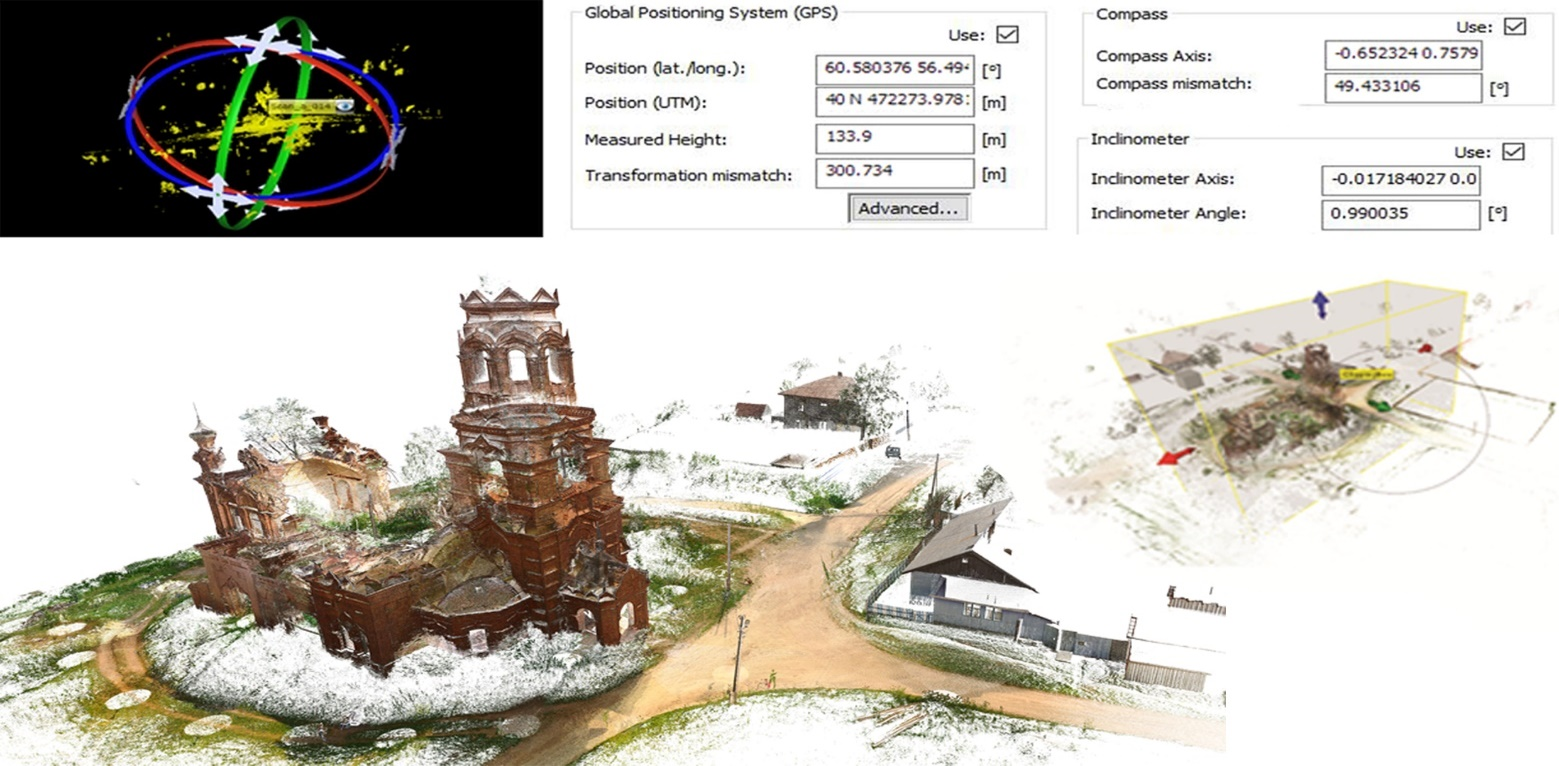 Global Positioning System (GPS)
Use:
Position (lat./long.): 60.580376 56.49 [°]
Position (UTM): 40 N 472273.978 [m]
Measured Height: 133.9 [m]
Transformation mismatch: 300.734 [m]
Advanced...
Compass
Use:
Compass Axis: -0.652324 0.7579
Compass mismatch: 49.433106 [°]
Inclinometer
Use:
Inclinometer Axis: -0.017184027 0.0
Inclinometer Angle: 0.990035 [°]